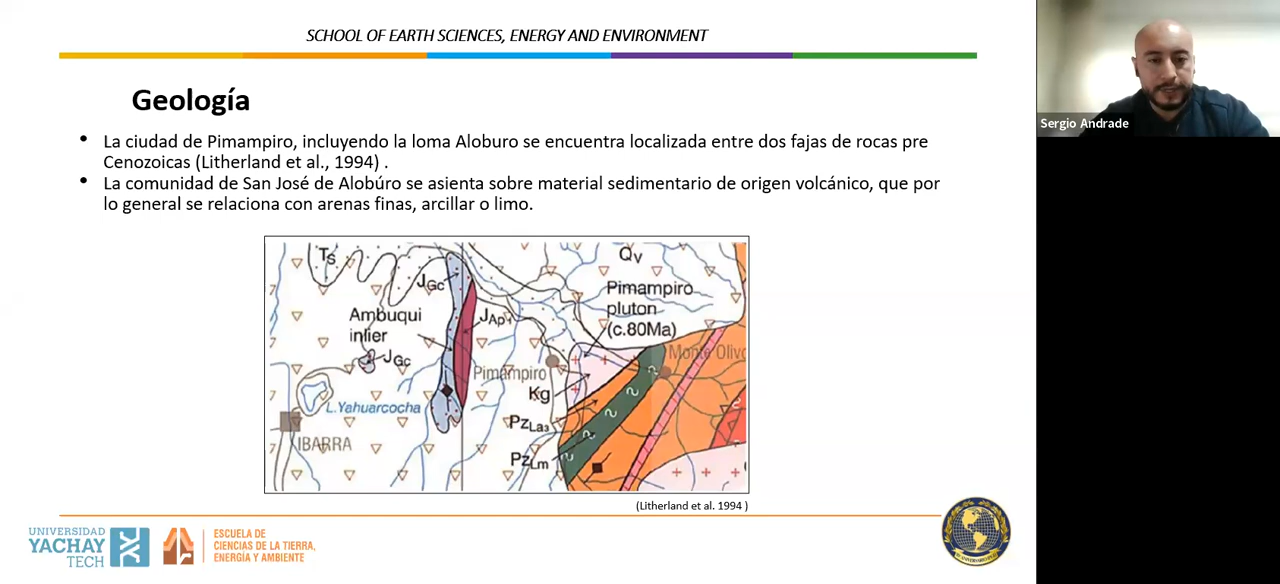 SCHOOL OF EARTH SCIENCES, ENERGY AND ENVIRONMENT
Geología
• La ciudad de Pimampiro, incluyendo la loma Aloburo se encuentra localizada entre dos fajas de rocas pre
Cenozoicas (Litherland et al., 1994) .
• La comunidad de San José de Alobúro se asienta sobre material sedimentario de origen volcánico, que por
lo general se relaciona con arenas finas, arcillar o limo.
Ts
Qv
JGc
Pimampiro
pluton
(c.80Ma)
Ambuqui
inlier
JAp
JGc
Monte Olivo
Pimampiro
Kg
L.Yahuarcocha
PzLa3
IBARRA
PzLm
(Litherland et al. 1994 )
UNIVERSIDAD
YACHAY
TECH
ESCUELA DE
CIENCIAS DE LA TIERRA,
ENERGÍA Y AMBIENTE
Sergio Andrade